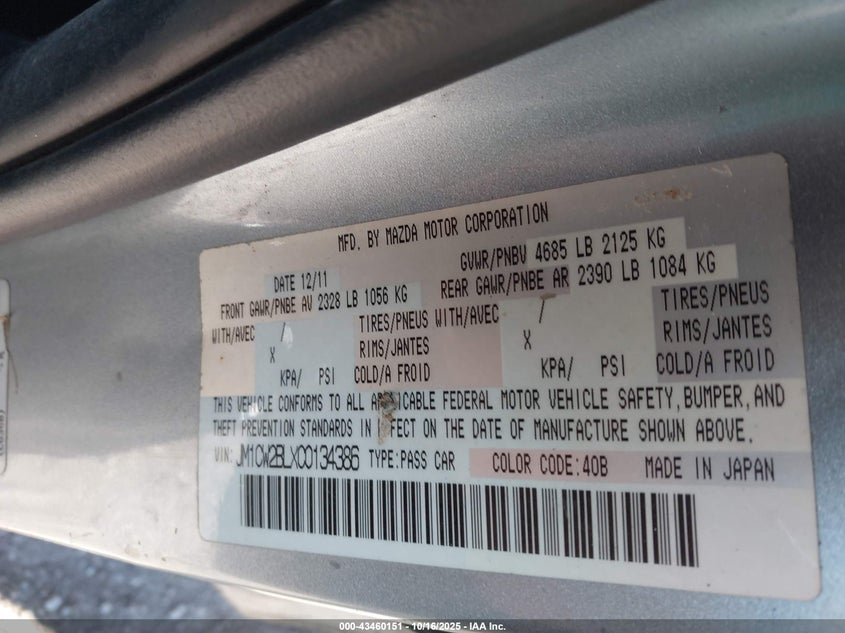 MFD. BY MAZDA MOTOR CORPORATION
DATE 12/11
GVWR/PNBV 4685 LB 2125 KG
FRONT GAWR/PNBE AV 2328 LB 1056 KG
REAR GAWR/PNBE AR 2390 LB 1084 KG
WITH/AVEC / TIRES/PNEUS WITH/AVEC / TIRES/PNEUS
X RIMS/JANTES X RIMS/JANTES
KPA/ PSI COLD/A FROID KPA/ PSI COLD/A FROID
THIS VEHICLE CONFORMS TO ALL APPLICABLE FEDERAL MOTOR VEHICLE SAFETY, BUMPER, AND
THEFT PREVENTION STANDARDS IN EFFECT ON THE DATE OF MANUFACTURE SHOWN ABOVE.
VIN: JM1CW2BLXC0134386 TYPE:PASS CAR COLOR CODE:40B MADE IN JAPAN
000-43460151 - 10/16/2025 - IAA Inc.